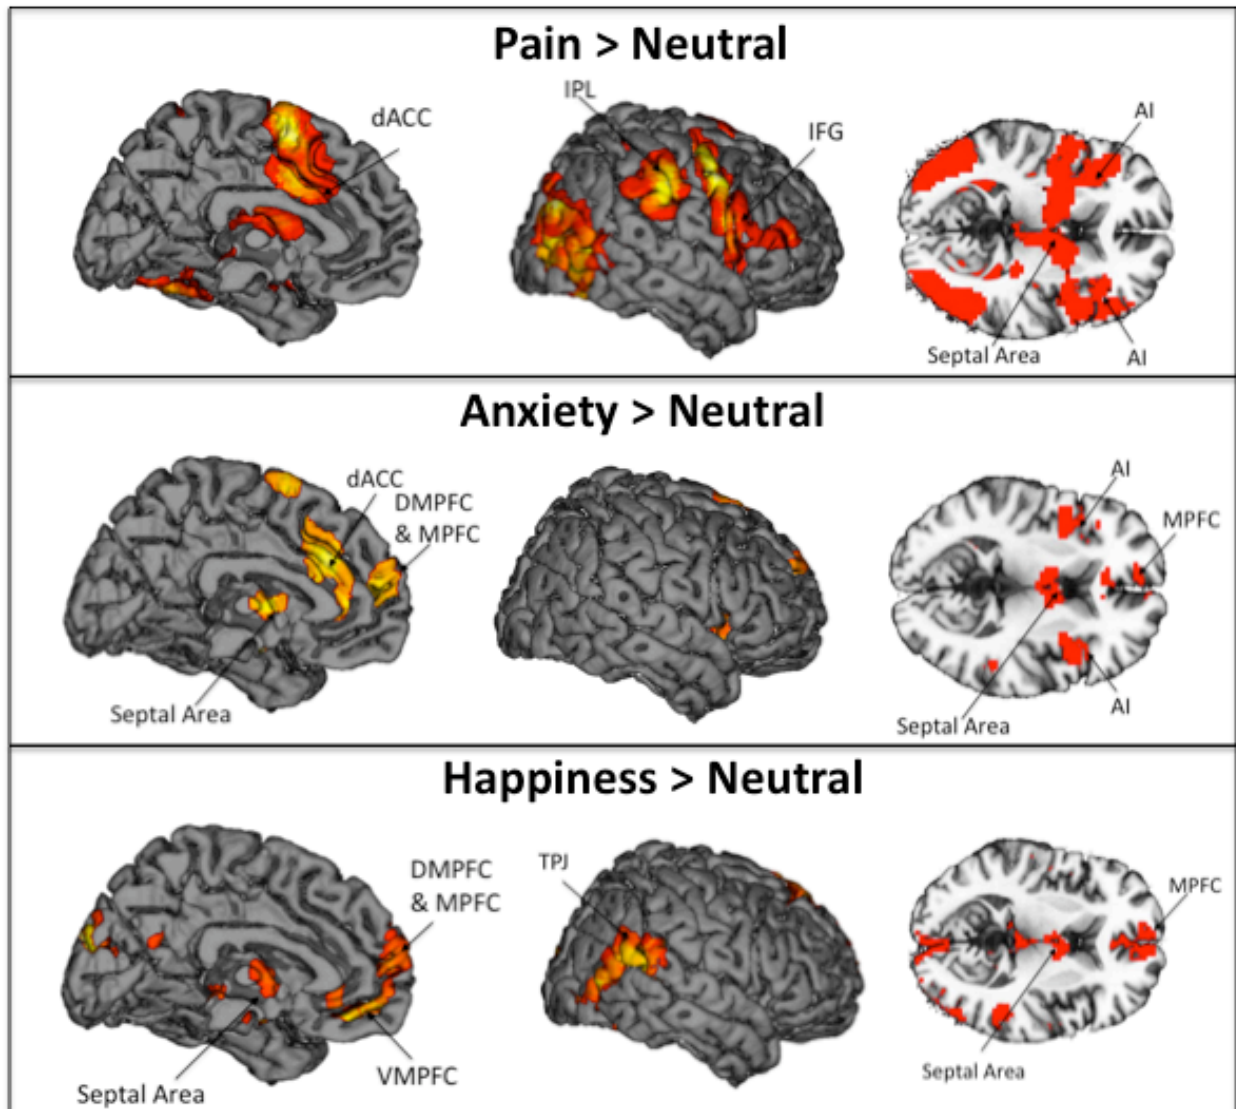 Pain > Neutral
dACC
IPL
IFG
AI
Septal Area
AI
Anxiety > Neutral
dACC
DMPFC
& MPFC
Septal Area
AI
MPFC
Septal Area
AI
Happiness > Neutral
DMPFC
& MPFC
VMPFC
Septal Area
TPJ
MPFC
Septal Area